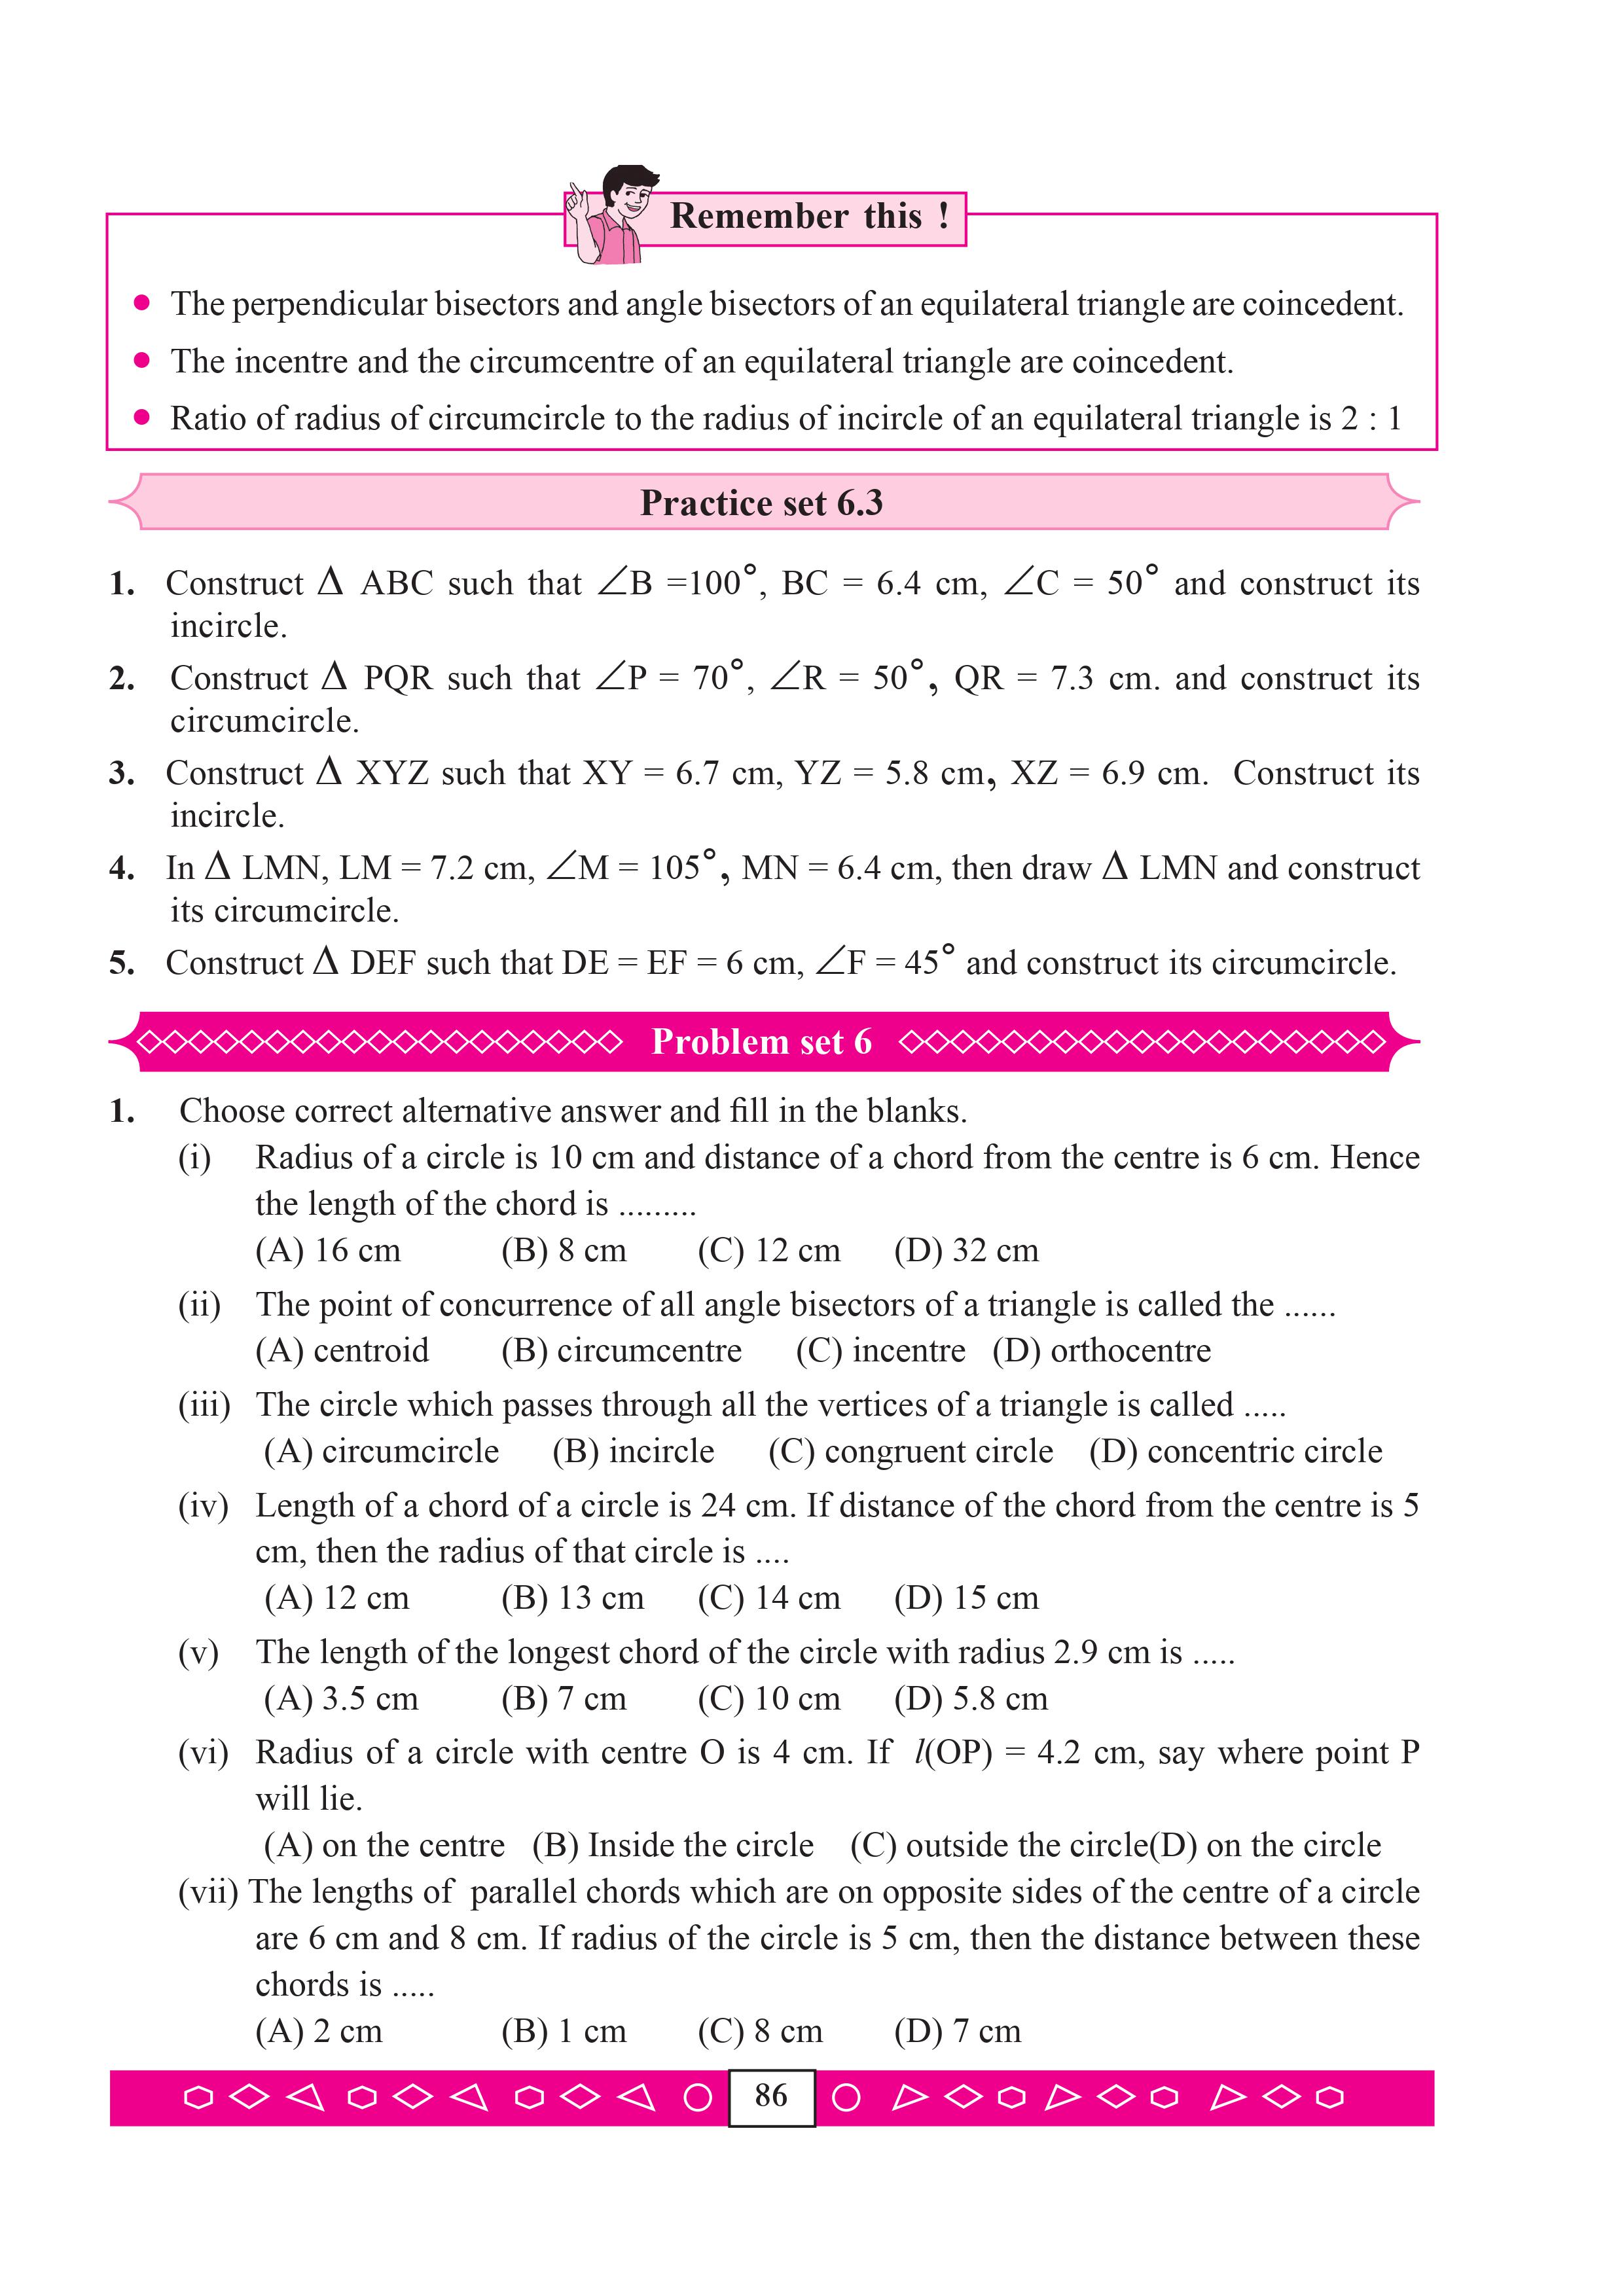 Remember this !
• The perpendicular bisectors and angle bisectors of an equilateral triangle are coincedent.
• The incentre and the circumcentre of an equilateral triangle are coincedent.
• Ratio of radius of circumcircle to the radius of incircle of an equilateral triangle is 2 : 1
Practice set 6.3
1. Construct Δ ABC such that ∠B =100°, BC = 6.4 cm, ∠C = 50° and construct its
incircle.
2. Construct Δ PQR such that ∠P = 70°, ∠R = 50°, QR = 7.3 cm. and construct its
circumcircle.
3. Construct Δ XYZ such that XY = 6.7 cm, YZ = 5.8 cm, XZ = 6.9 cm. Construct its
incircle.
4. In Δ LMN, LM = 7.2 cm, ∠M = 105°, MN = 6.4 cm, then draw Δ LMN and construct
its circumcircle.
5. Construct Δ DEF such that DE = EF = 6 cm, ∠F = 45° and construct its circumcircle.
Problem set 6
1. Choose correct alternative answer and fill in the blanks.
(i) Radius of a circle is 10 cm and distance of a chord from the centre is 6 cm. Hence
the length of the chord is .........
(A) 16 cm (B) 8 cm (C) 12 cm (D) 32 cm
(ii) The point of concurrence of all angle bisectors of a triangle is called the ......
(A) centroid (B) circumcentre (C) incentre (D) orthocentre
(iii) The circle which passes through all the vertices of a triangle is called .....
(A) circumcircle (B) incircle (C) congruent circle (D) concentric circle
(iv) Length of a chord of a circle is 24 cm. If distance of the chord from the centre is 5
cm, then the radius of that circle is ....
(A) 12 cm (B) 13 cm (C) 14 cm (D) 15 cm
(v) The length of the longest chord of the circle with radius 2.9 cm is .....
(A) 3.5 cm (B) 7 cm (C) 10 cm (D) 5.8 cm
(vi) Radius of a circle with centre O is 4 cm. If l(OP) = 4.2 cm, say where point P
will lie.
(A) on the centre (B) Inside the circle (C) outside the circle(D) on the circle
(vii) The lengths of parallel chords which are on opposite sides of the centre of a circle
are 6 cm and 8 cm. If radius of the circle is 5 cm, then the distance between these
chords is .....
(A) 2 cm (B) 1 cm (C) 8 cm (D) 7 cm
86